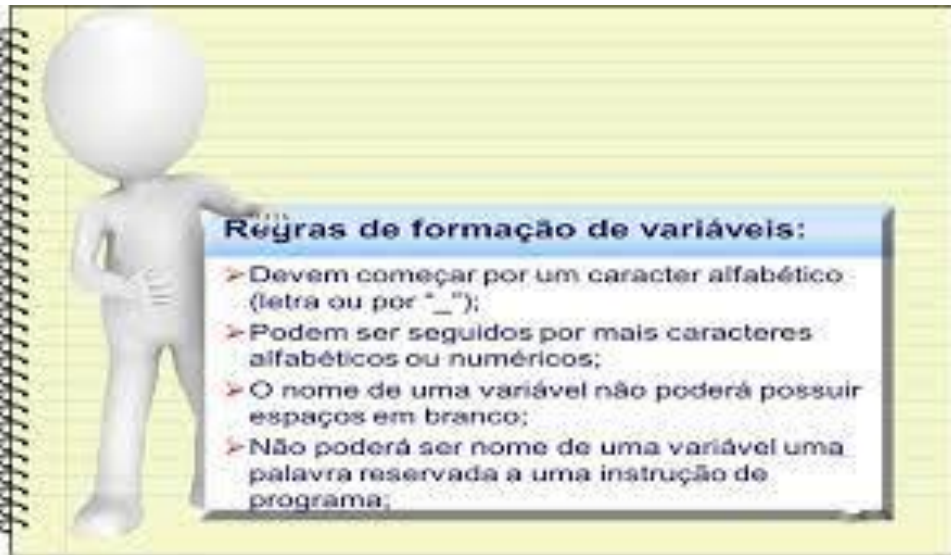 Regras de formação de variáveis:
➢Devem começar por um caracter alfabético
(letra ou por "_");
➢Podem ser seguidos por mais caracteres
alfabéticos ou numéricos;
➢O nome de uma variável não poderá possuir
espaços em branco;
➢Não poderá ser nome de uma variável uma
palavra reservada a uma instrução de
programa;